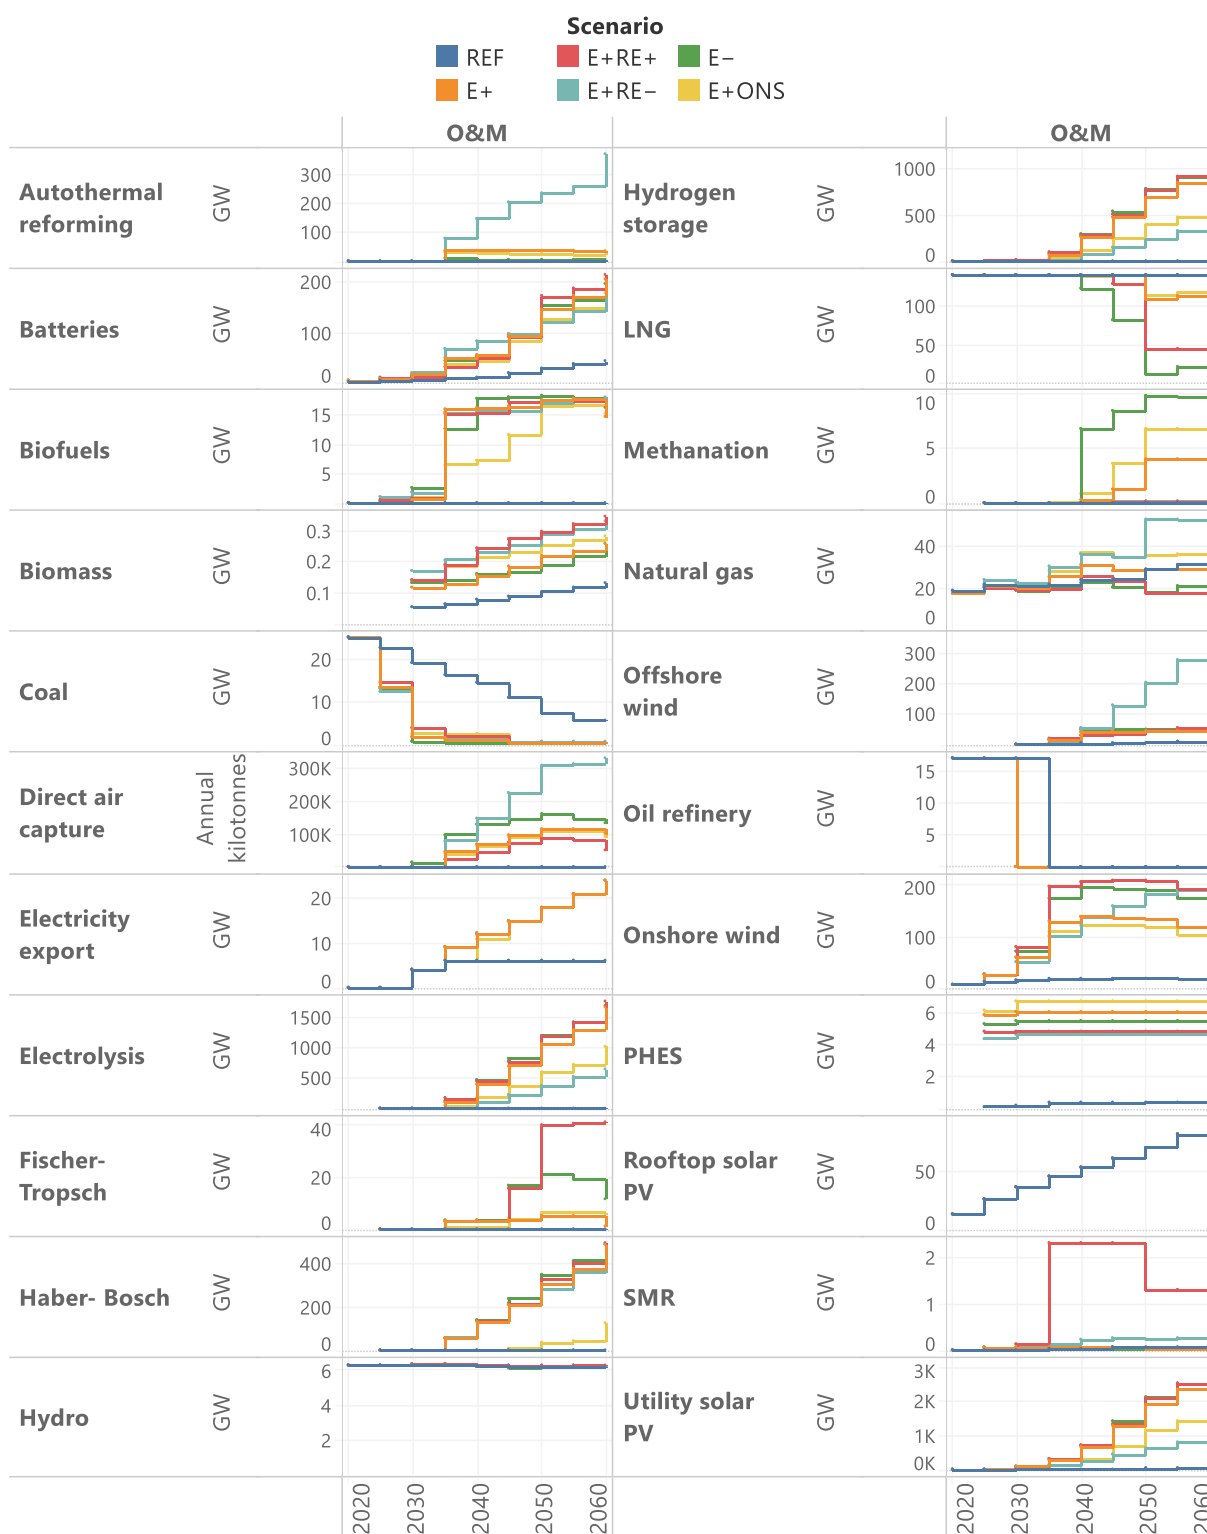 Scenario
REF
E+RE+
E−
E+
E+RE−
E+ONS
O&M
O&M
Autothermal
reforming
GW
300
200
100
Hydrogen
storage
GW
1000
500
0
Batteries
GW
200
100
0
LNG
GW
100
50
0
Biofuels
GW
15
10
5
Methanation
GW
10
5
0
Biomass
GW
0.3
0.2
0.1
Natural gas
GW
40
20
0
Coal
GW
20
10
0
Offshore
wind
GW
300
200
100
Direct air
capture
Annual
kilotonnes
300K
200K
100K
Oil refinery
GW
15
10
5
Electricity
export
GW
20
10
0
Onshore wind
GW
200
100
0
Electrolysis
GW
1500
1000
500
PHES
GW
6
4
2
Fischer-
Tropsch
GW
40
20
0
Rooftop solar
PV
GW
50
0
Haber- Bosch
GW
400
200
0
SMR
GW
2
1
0
Hydro
GW
6
4
2
Utility solar
PV
GW
3K
2K
1K
0K
2020
2030
2040
2050
2060
2020
2030
2040
2050
2060